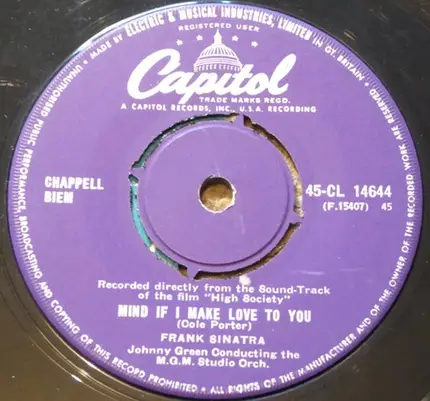 MADE BY ELECTRIC & MUSICAL INDUSTRIES, LIMITED IN GT. BRITAIN.
REGISTERED USER
Capitol
TRADE MARKS REGD.
A CAPITOL RECORDS, INC., U.S.A. RECORDING
CHAPPELL
BIEM
45-CL 14644
(F.15407) 45
Recorded directly from the Sound-Track
of the film "High Society"
MIND IF I MAKE LOVE TO YOU
(Cole Porter)
FRANK SINATRA
Johnny Green Conducting the
M.G.M. Studio Orch.
UNAUTHORISED PUBLIC PERFORMANCE, BROADCASTING AND COPYING OF THIS RECORD PROHIBITED • ALL RIGHTS OF THE MANUFACTURER AND OF THE OWNER OF THE RECORDED WORK ARE RESERVED.